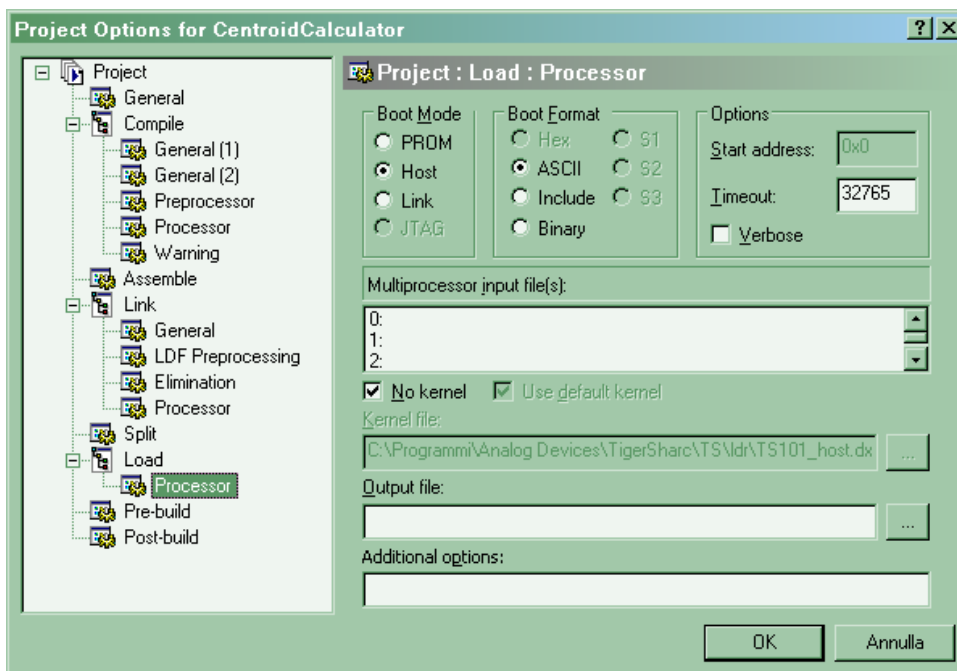 Project Options for CentroidCalculator
Project
General
Compile
General (1)
General (2)
Preprocessor
Processor
Warning
Assemble
Link
General
LDF Preprocessing
Elimination
Processor
Split
Load
Processor
Pre-build
Post-build
Project : Load : Processor
Boot Mode
PROM
Host
Link
JTAG
Boot Format
Hex
ASCII
Include
Binary
S1
S2
S3
Options
Start address: 0x0
Timeout: 32765
Verbose
Multiprocessor input file(s):
0:
1:
2:
No kernel Use default kernel
Kernel file:
C:\Programmi\Analog Devices\TigerSharc\TS\ldr\TS101_host.dx
...
Output file:
...
Additional options:
OK Annulla